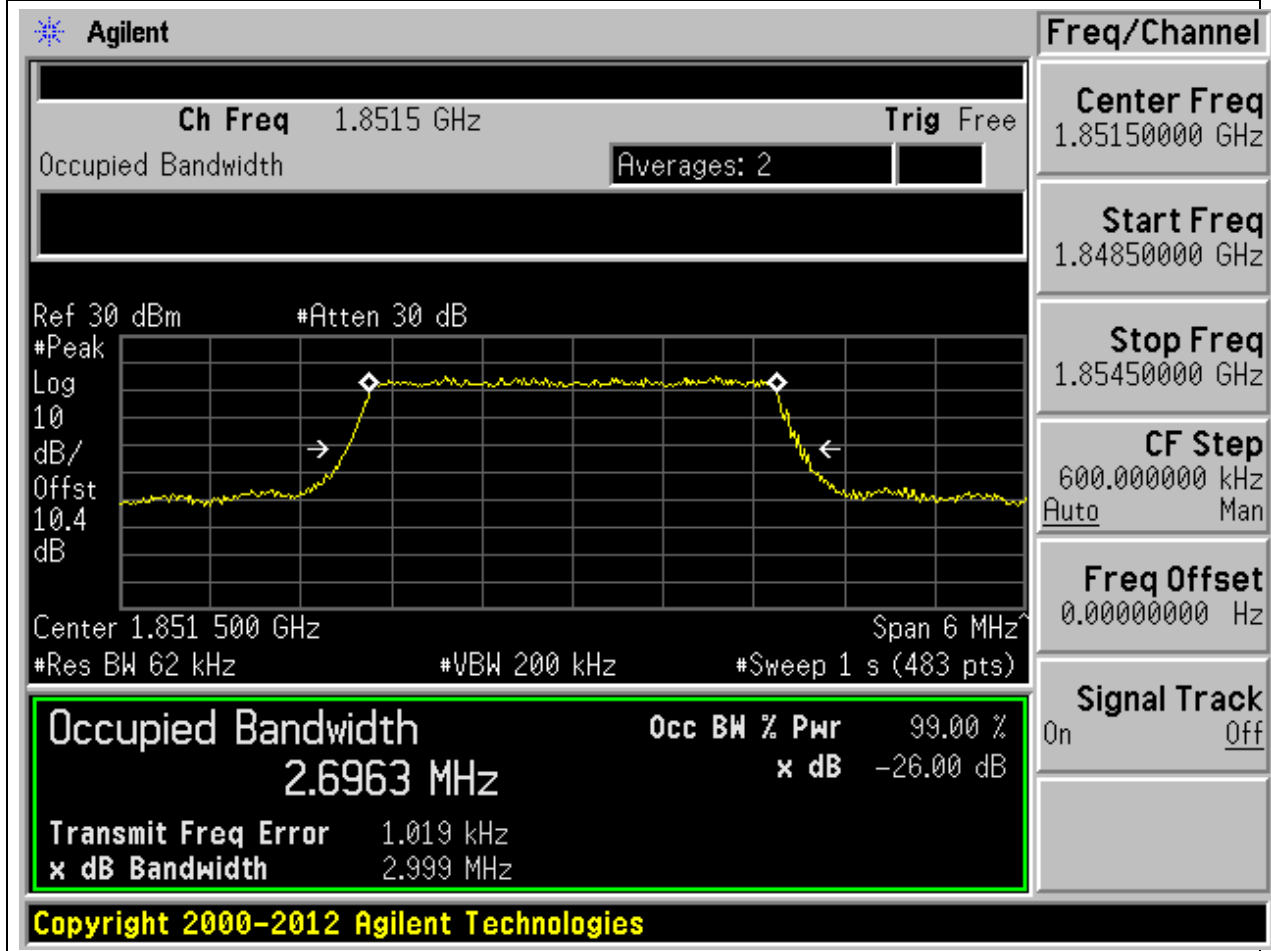 Agilent
Freq/Channel
Ch Freq 1.8515 GHz Trig Free
Occupied Bandwidth Averages: 2
Center Freq
1.85150000 GHz
Start Freq
1.84850000 GHz
Stop Freq
1.85450000 GHz
CF Step
600.000000 kHz
Auto Man
Freq Offset
0.00000000 Hz
Signal Track
On Off
Ref 30 dBm #Atten 30 dB
#Peak
Log
10
dB/
Offst
10.4
dB
Center 1.851 500 GHz Span 6 MHz^
#Res BW 62 kHz #VBW 200 kHz #Sweep 1 s (483 pts)
Occupied Bandwidth Occ BW % Pwr 99.00 %
2.6963 MHz x dB -26.00 dB
Transmit Freq Error 1.019 kHz
x dB Bandwidth 2.999 MHz
Copyright 2000-2012 Agilent Technologies